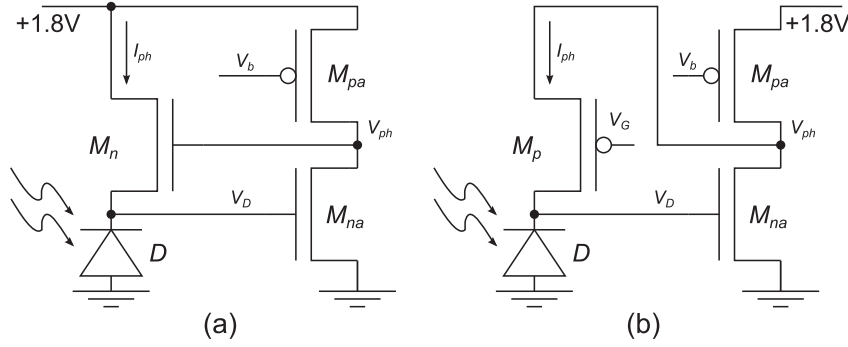 +1.8V
I_ph
V_b
M_pa
V_ph
M_n
V_D
M_na
D
(a)
+1.8V
I_ph
V_b
M_pa
V_G
V_ph
M_p
V_D
M_na
D
(b)